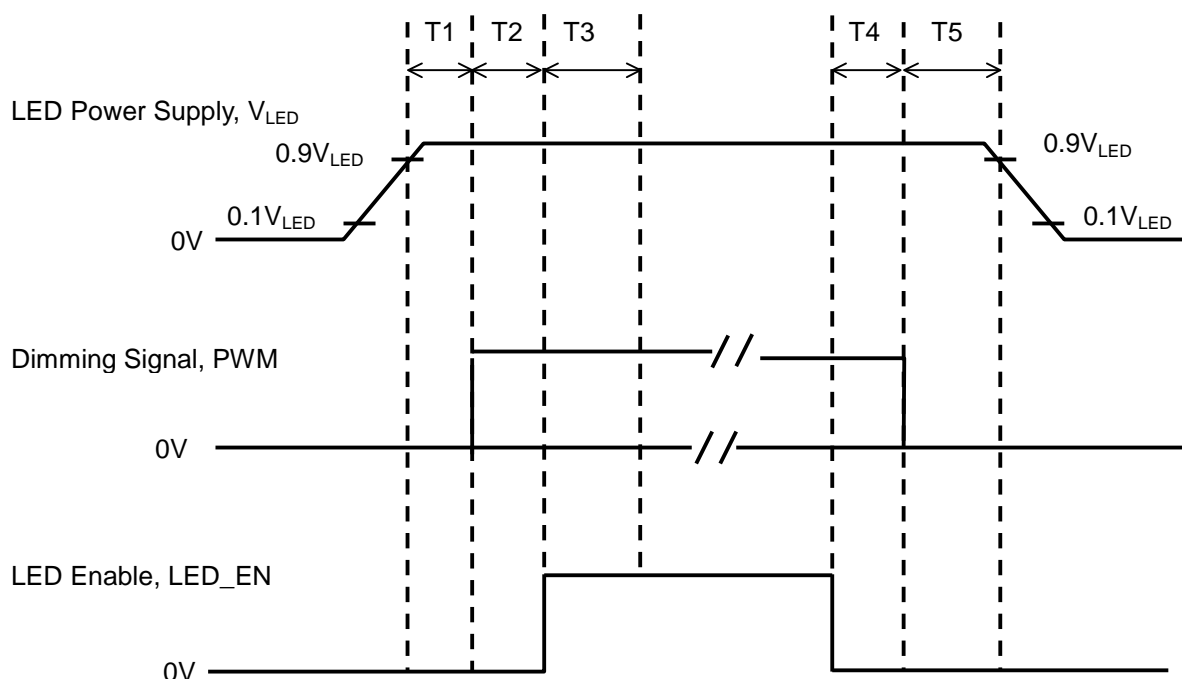 T1 T2 T3 T4 T5
LED Power Supply, VLED
0.9VLED 0.9VLED
0.1VLED 0.1VLED
0V
Dimming Signal, PWM
0V
LED Enable, LED_EN
0V